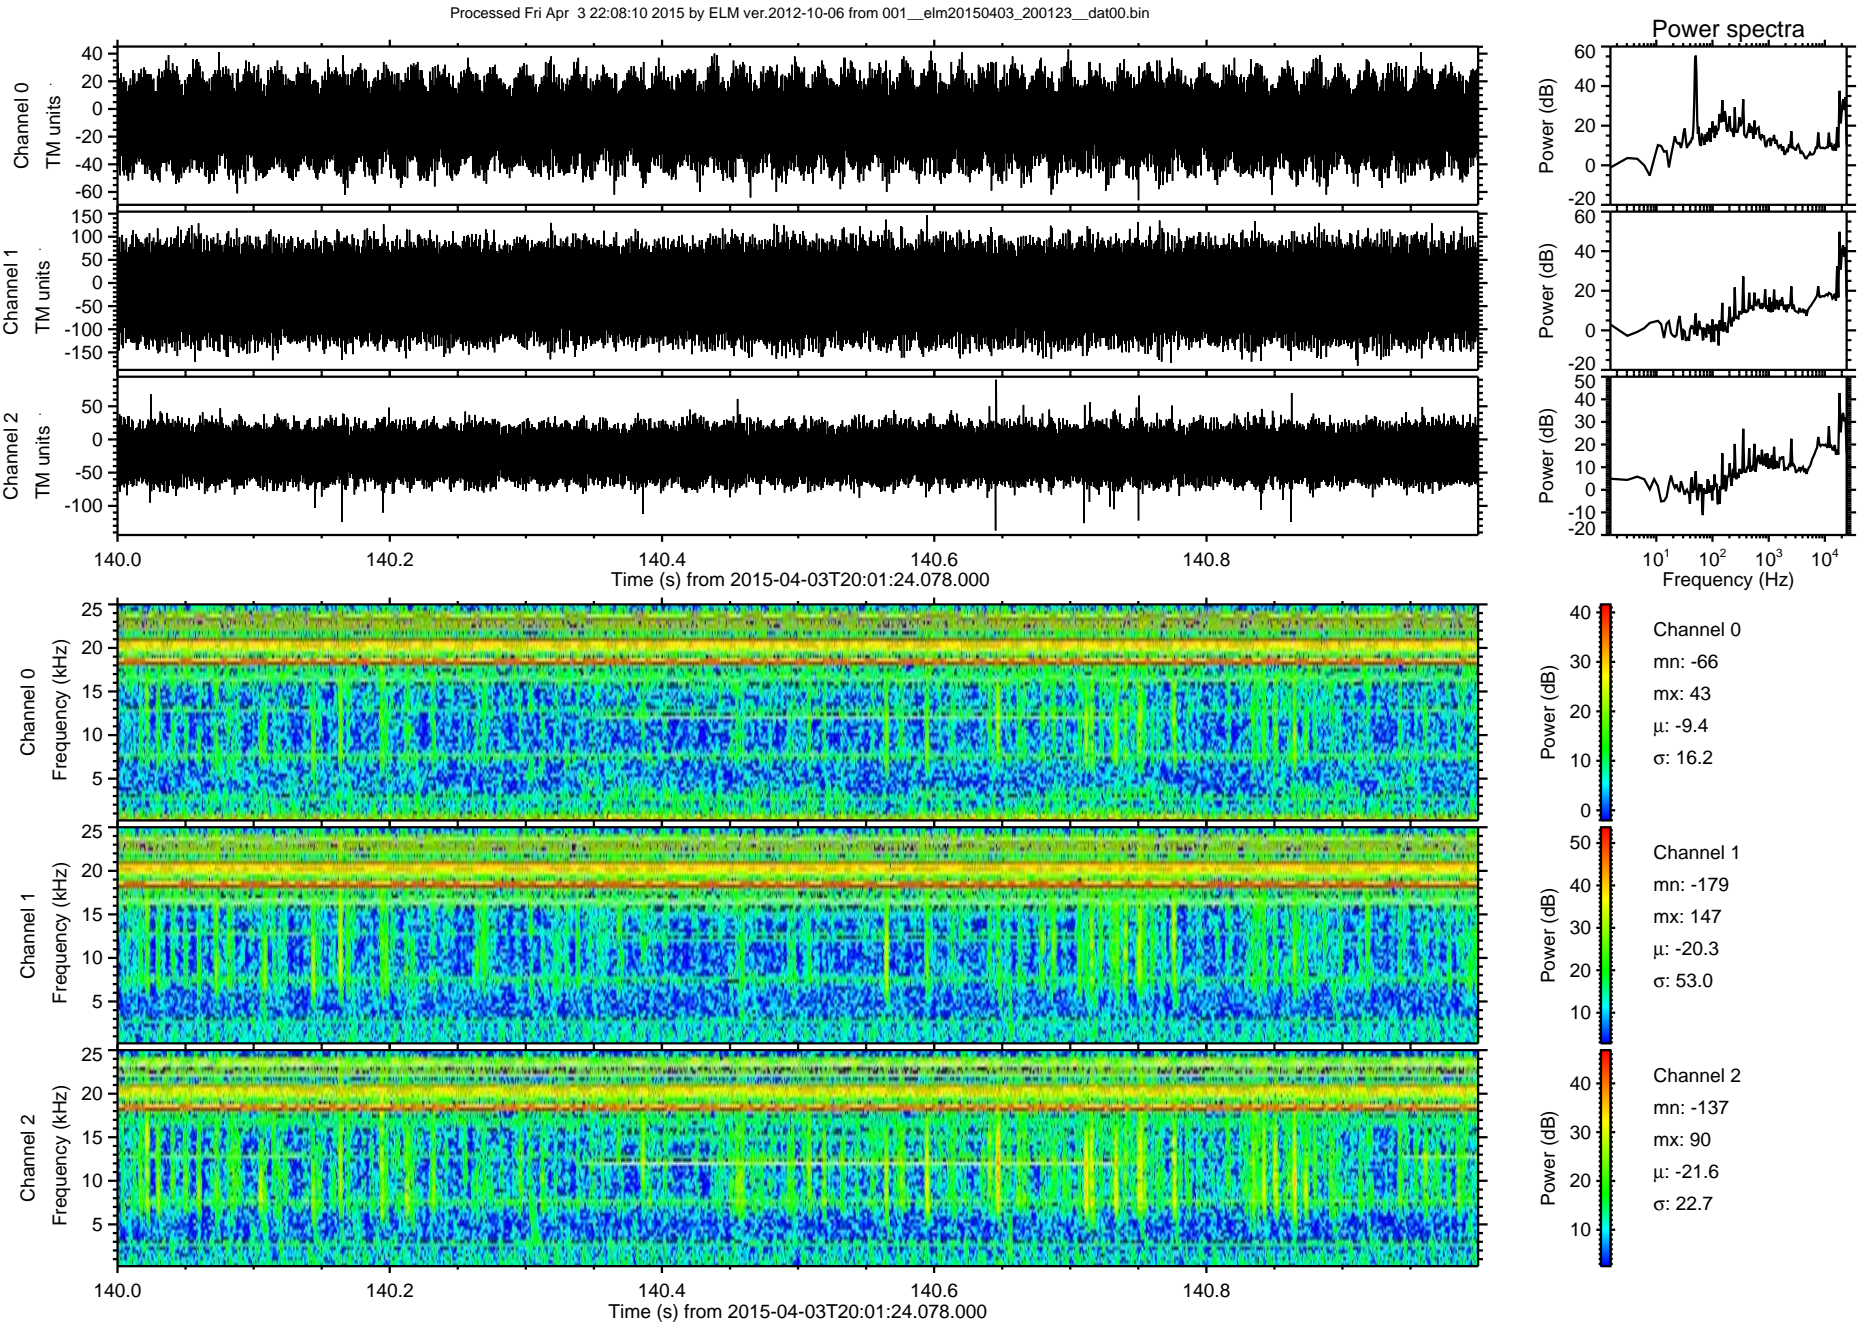 Processed Fri Apr  3 22:08:10 2015 by ELM ver.2012-10-06 from 001__elm20150403_200123__dat00.bin
Power spectra
Channel 0
TM units
40
20
0
-20
-40
-60
Power (dB)
60
40
20
0
-20
Channel 1
TM units
150
100
50
0
-50
-100
-150
Power (dB)
60
40
20
0
-20
Channel 2
TM units
50
0
-50
-100
Power (dB)
50
40
30
20
10
0
-10
-20
140.0 140.2 140.4 140.6 140.8
Time (s) from 2015-04-03T20:01:24.078.000
10¹ 10² 10³ 10⁴
Frequency (Hz)
Channel 0
Frequency (kHz)
25
20
15
10
5
Power (dB)
40
30
20
10
0
Channel 0
mn: -66
mx: 43
μ: -9.4
σ: 16.2
Channel 1
Frequency (kHz)
25
20
15
10
5
Power (dB)
50
40
30
20
10
Channel 1
mn: -179
mx: 147
μ: -20.3
σ: 53.0
Channel 2
Frequency (kHz)
25
20
15
10
5
Power (dB)
40
30
20
10
Channel 2
mn: -137
mx: 90
μ: -21.6
σ: 22.7
140.0 140.2 140.4 140.6 140.8
Time (s) from 2015-04-03T20:01:24.078.000